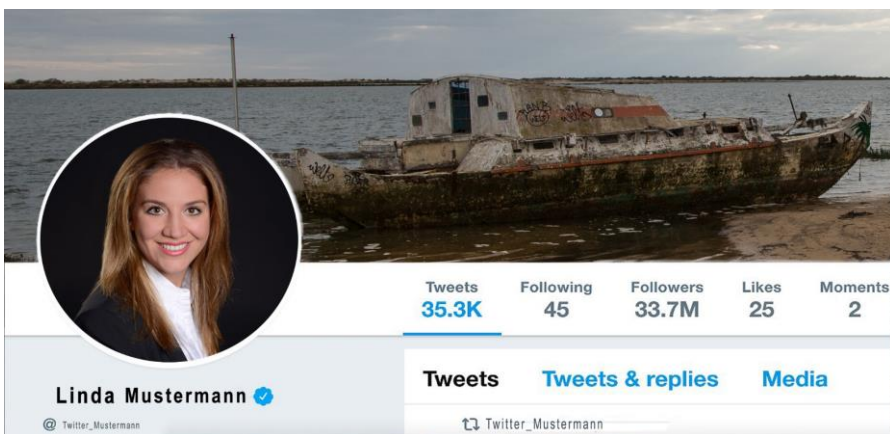 Tweets Following Followers Likes Moments
35.3K 45 33.7M 25 2
Tweets Tweets & replies Media
Linda Mustermann
@ Twitter_Mustermann
Twitter_Mustermann